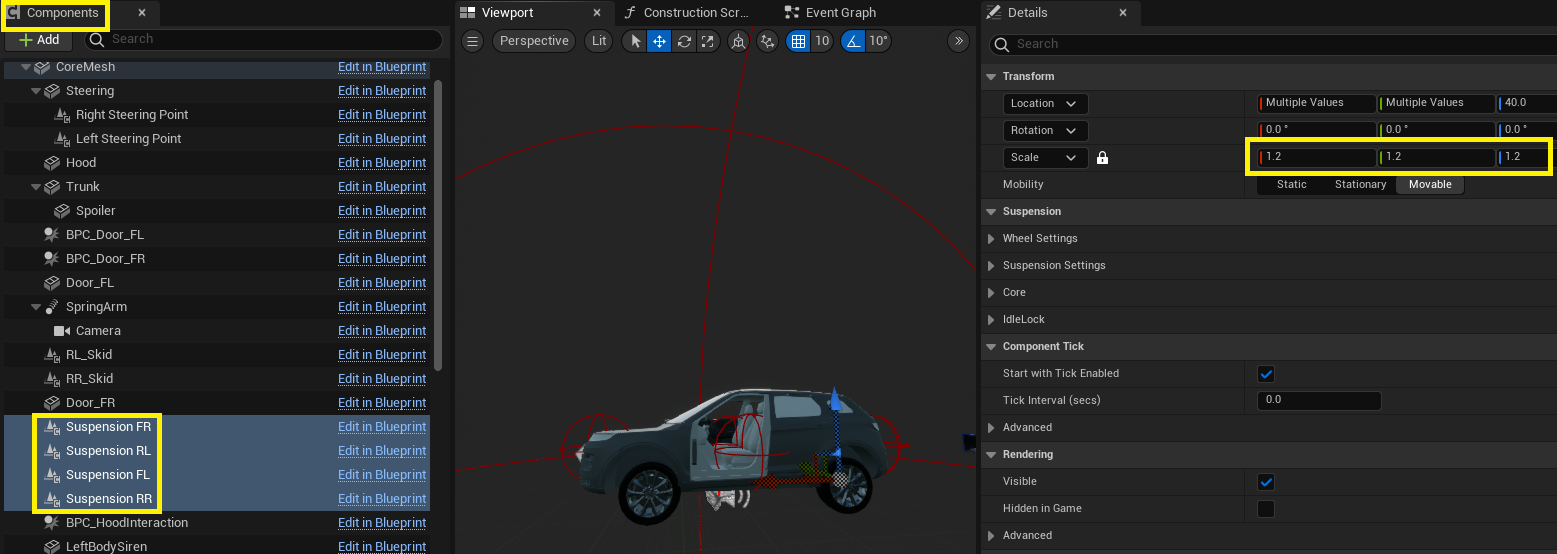 Components
Add
Search
CoreMesh Edit in Blueprint
Steering Edit in Blueprint
Right Steering Point Edit in Blueprint
Left Steering Point Edit in Blueprint
Hood Edit in Blueprint
Trunk Edit in Blueprint
Spoiler Edit in Blueprint
BPC_Door_FL Edit in Blueprint
BPC_Door_FR Edit in Blueprint
Door_FL Edit in Blueprint
SpringArm Edit in Blueprint
Camera Edit in Blueprint
RL_Skid Edit in Blueprint
RR_Skid Edit in Blueprint
Door_FR Edit in Blueprint
Suspension FR Edit in Blueprint
Suspension RL Edit in Blueprint
Suspension FL Edit in Blueprint
Suspension RR Edit in Blueprint
BPC_HoodInteraction Edit in Blueprint
LeftBodySiren Edit in Blueprint
Viewport
Construction Scr...
Event Graph
Perspective Lit 10 10°
Details
Search
Transform
Location Multiple Values Multiple Values 40.0
Rotation 0.0 ° 0.0 ° 0.0 °
Scale 1.2 1.2 1.2
Mobility Static Stationary Movable
Suspension
Wheel Settings
Suspension Settings
Core
IdleLock
Component Tick
Start with Tick Enabled
Tick Interval (secs) 0.0
Advanced
Rendering
Visible
Hidden in Game
Advanced